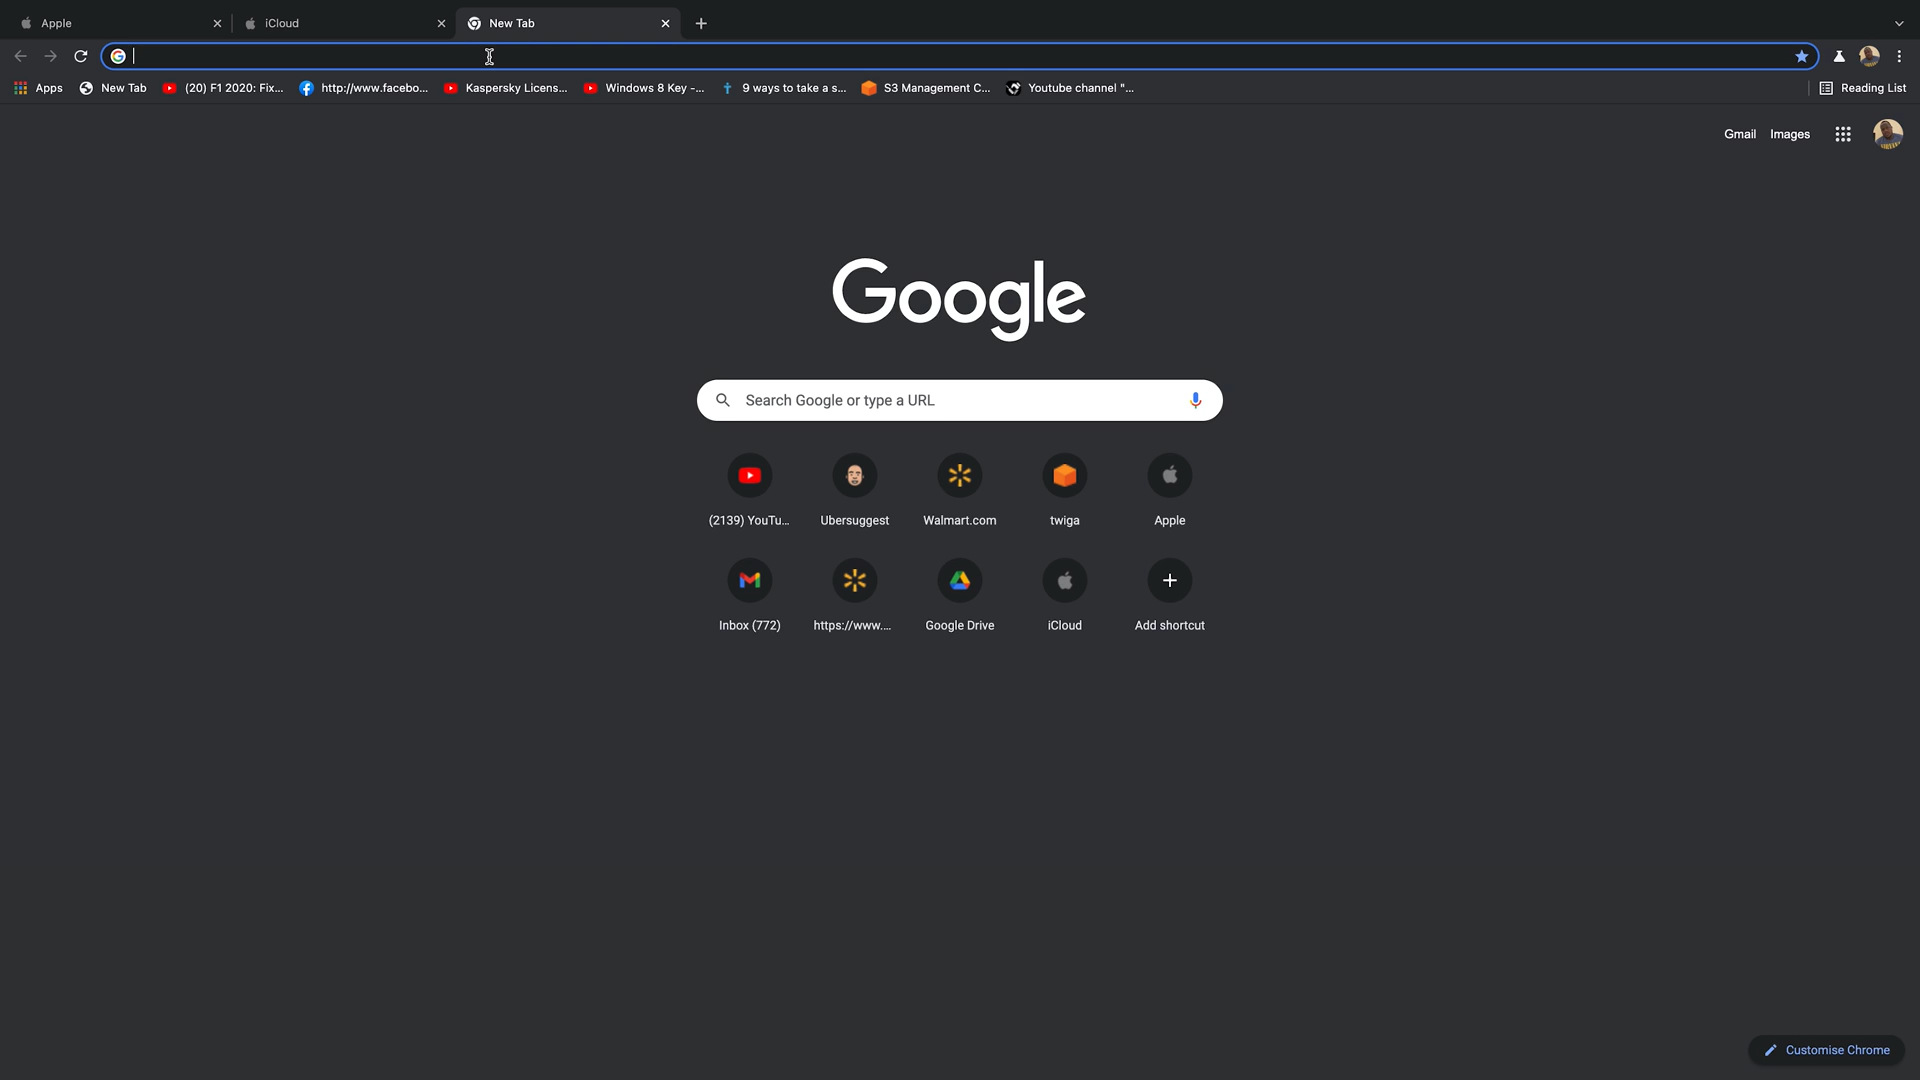 Apple
iCloud
New Tab
Apps
New Tab
(20) F1 2020: Fix...
http://www.facebo...
Kaspersky Licens...
Windows 8 Key -...
9 ways to take a s...
S3 Management C...
Youtube channel "...
Reading List
Gmail
Images
Google
Search Google or type a URL
(2139) YouTu...
Ubersuggest
Walmart.com
twiga
Apple
Inbox (772)
https://www....
Google Drive
iCloud
Add shortcut
Customise Chrome